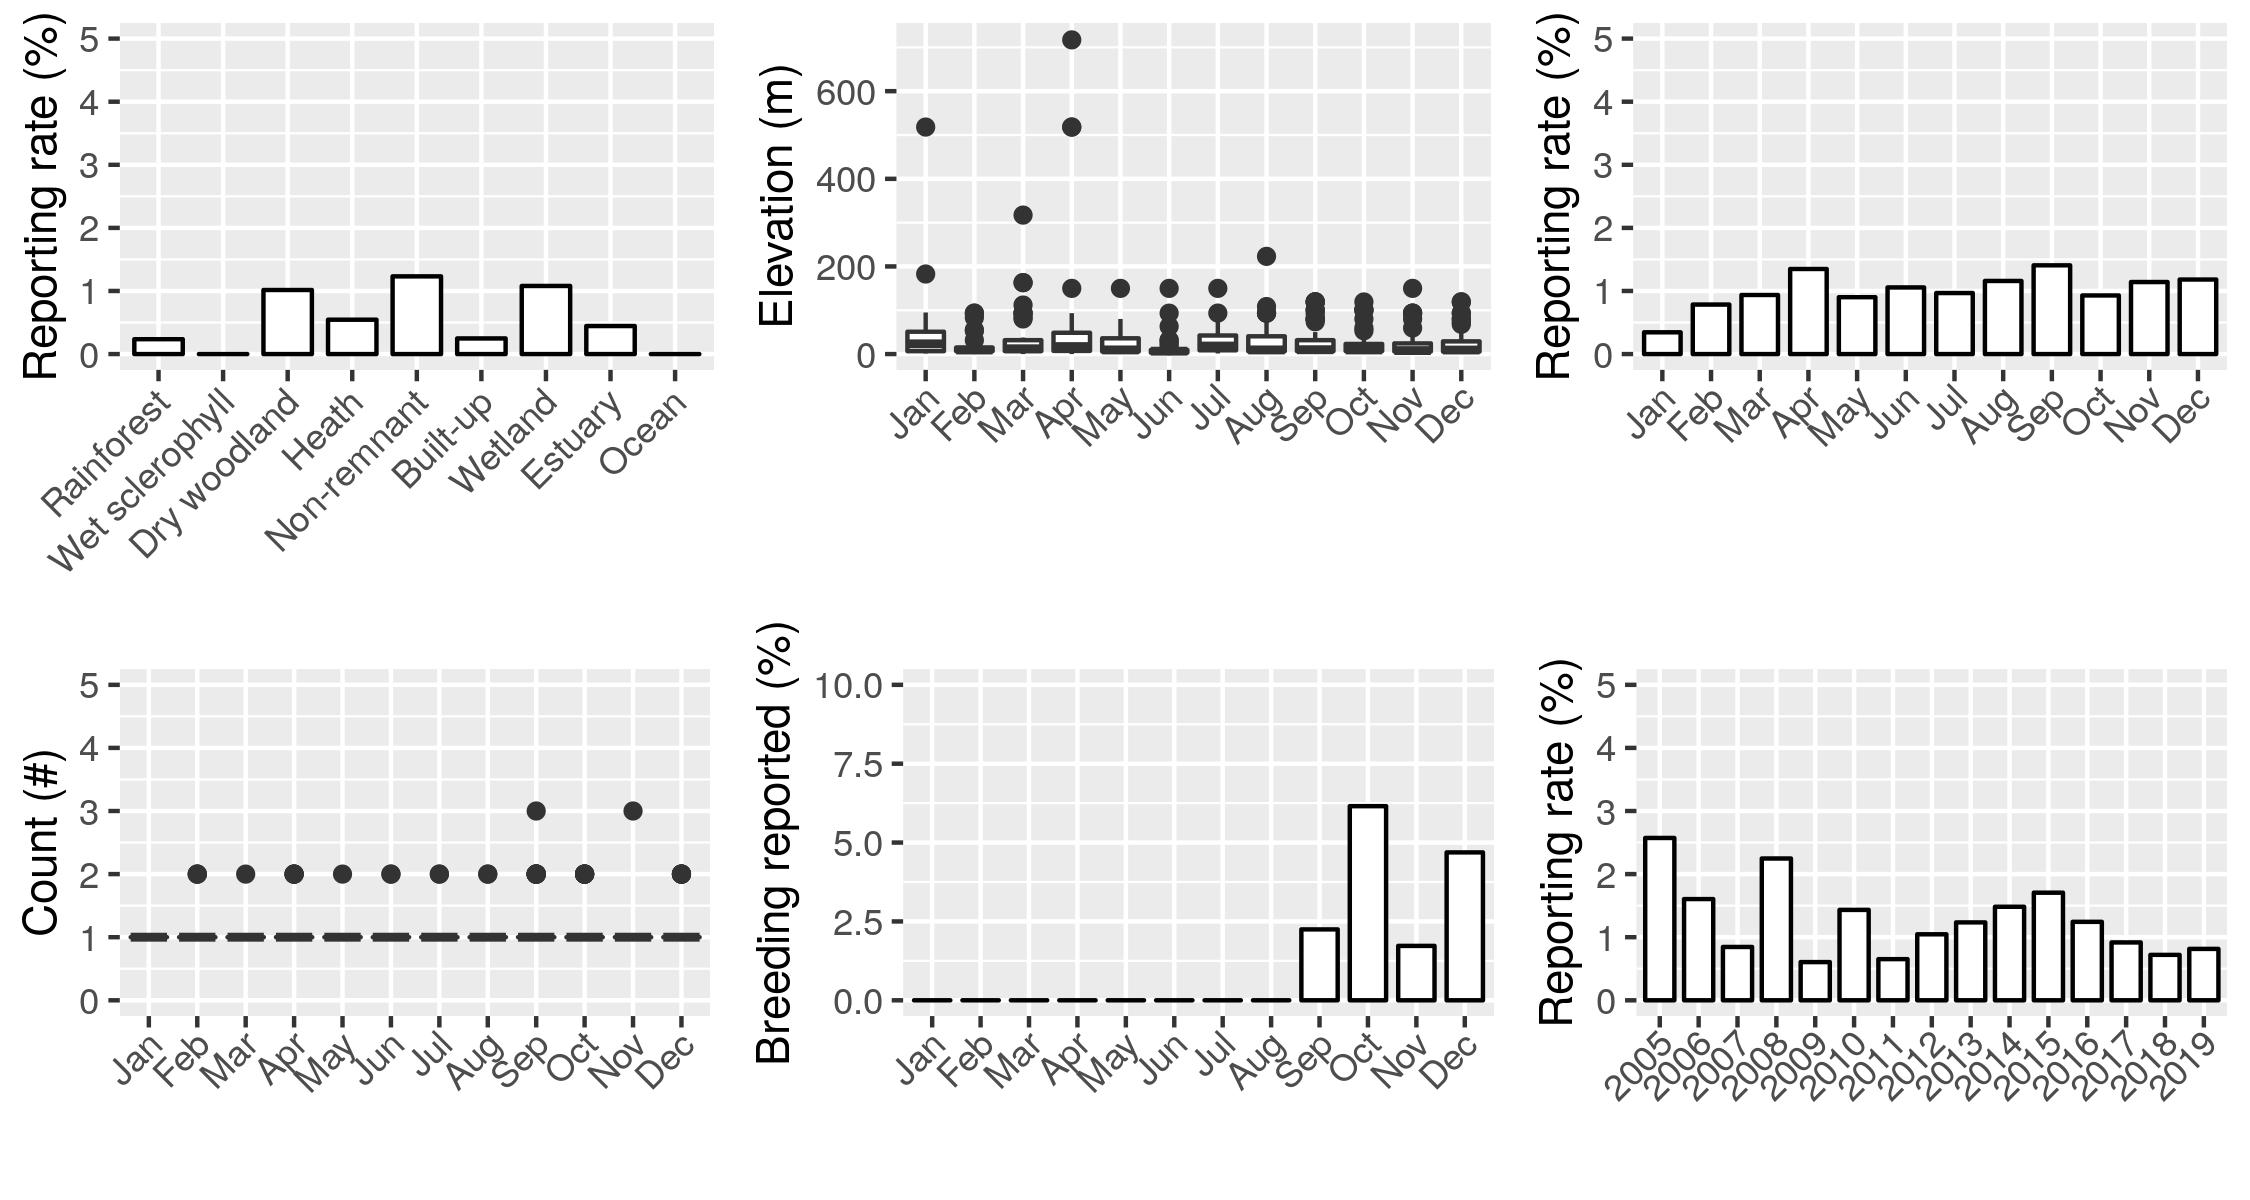 Reporting rate (%)
5
4
3
2
1
0
Rainforest
Wet sclerophyll
Dry woodland
Heath
Non-remnant
Built-up
Wetland
Estuary
Ocean
Elevation (m)
600
400
200
0
Jan
Feb
Mar
Apr
May
Jun
Jul
Aug
Sep
Oct
Nov
Dec
Reporting rate (%)
5
4
3
2
1
0
Jan
Feb
Mar
Apr
May
Jun
Jul
Aug
Sep
Oct
Nov
Dec
Count (#)
5
4
3
2
1
0
Jan
Feb
Mar
Apr
May
Jun
Jul
Aug
Sep
Oct
Nov
Dec
Breeding reported (%)
10.0
7.5
5.0
2.5
0.0
Jan
Feb
Mar
Apr
May
Jun
Jul
Aug
Sep
Oct
Nov
Dec
Reporting rate (%)
5
4
3
2
1
0
2005
2006
2007
2008
2009
2010
2011
2012
2013
2014
2015
2016
2017
2018
2019